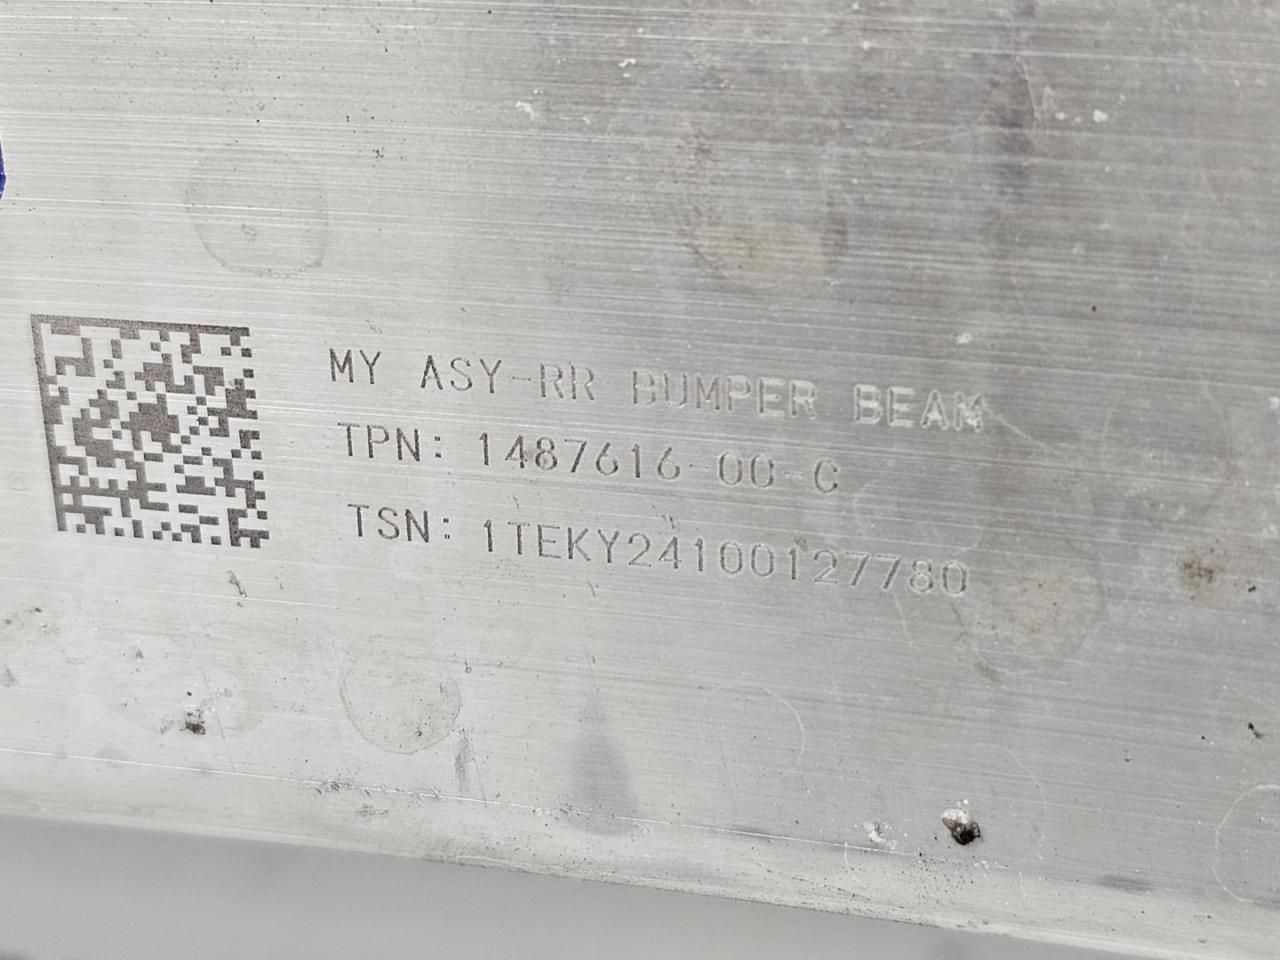 MY ASY-RR BUMPER BEAM
TPN: 1487616-00-C
TSN: 1TEKY24100127780